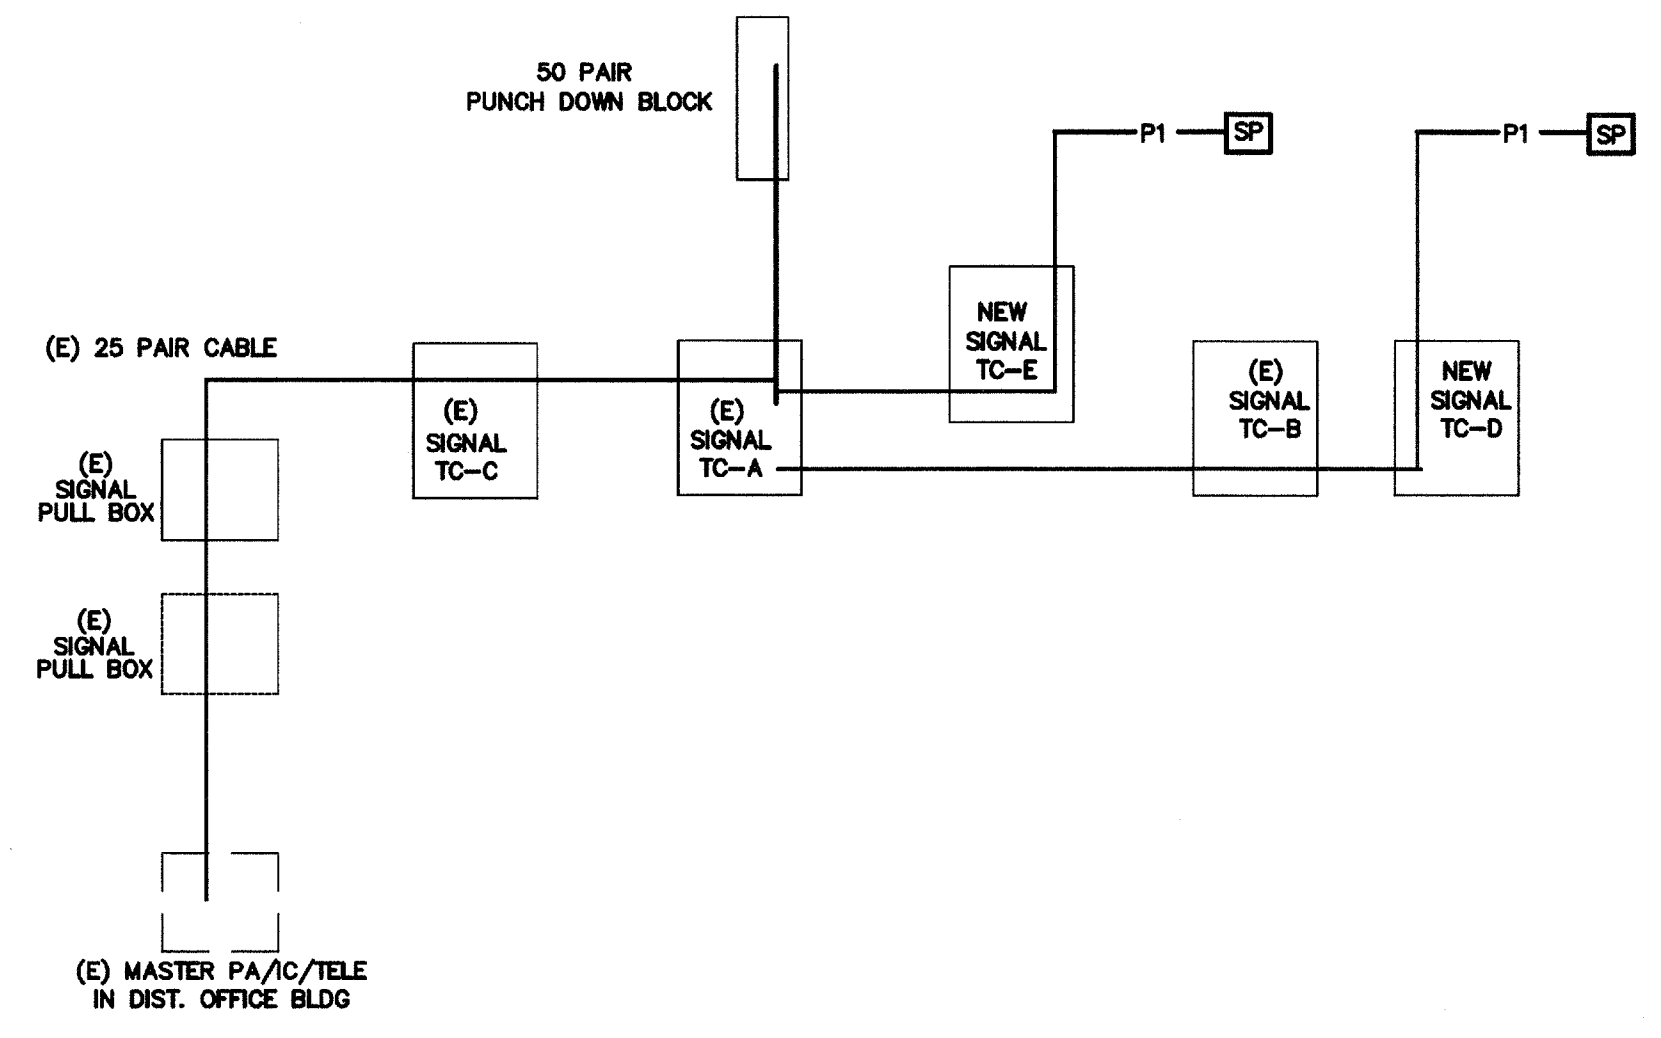 50 PAIR
PUNCH DOWN BLOCK
P1
SP
P1
SP
NEW
SIGNAL
TC-E
(E) 25 PAIR CABLE
(E)
SIGNAL
TC-C
(E)
SIGNAL
TC-A
(E)
SIGNAL
TC-B
NEW
SIGNAL
TC-D
(E)
SIGNAL
PULL BOX
(E)
SIGNAL
PULL BOX
(E) MASTER PA/IC/TELE
IN DIST. OFFICE BLDG